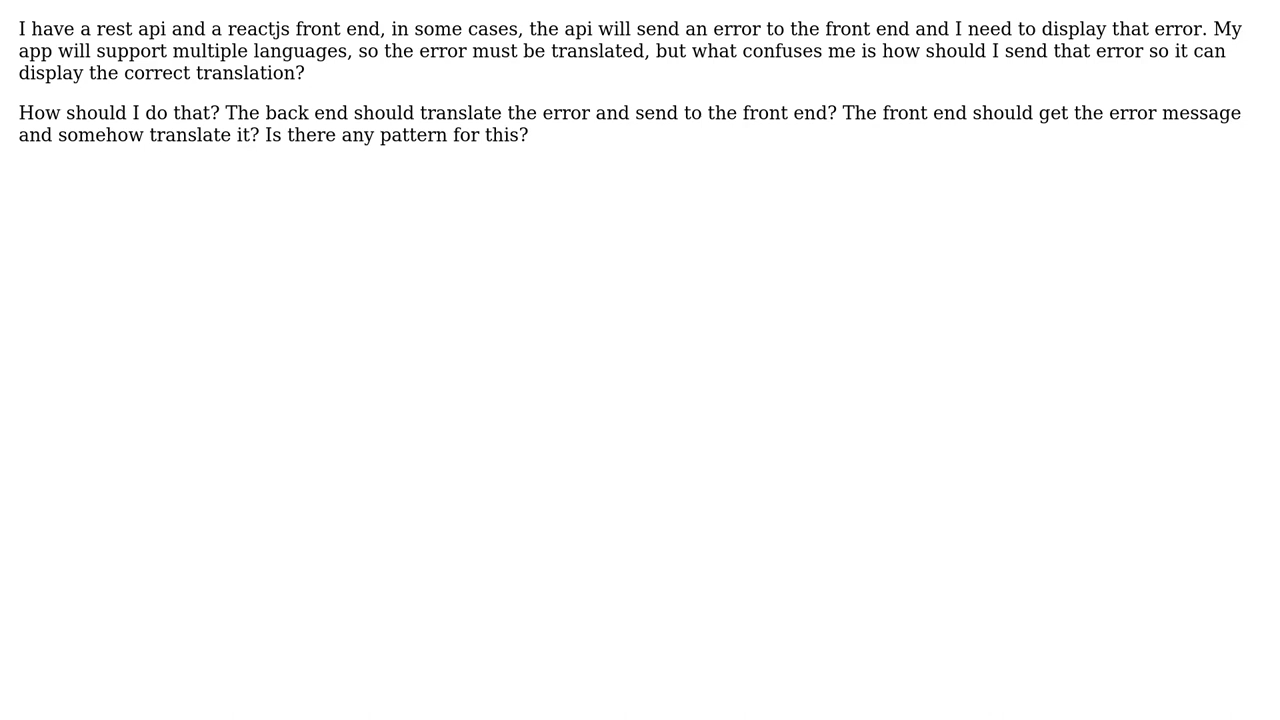 I have a rest api and a reactjs front end, in some cases, the api will send an error to the front end and I need to display that error. My
app will support multiple languages, so the error must be translated, but what confuses me is how should I send that error so it can
display the correct translation?
How should I do that? The back end should translate the error and send to the front end? The front end should get the error message
and somehow translate it? Is there any pattern for this?